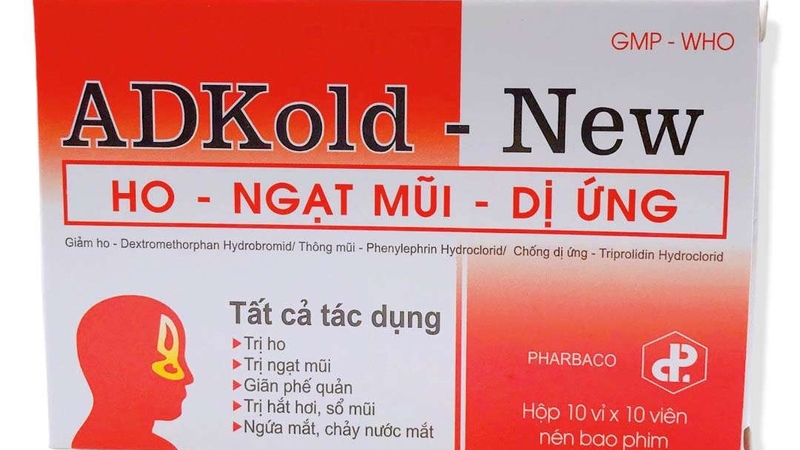 GMP - WHO
ADKold - New
HO - NGẠT MŨI - DỊ ỨNG
Giảm ho - Dextromethorphan Hydrobromid/ Thông mũi - Phenylephrin Hydroclorid/ Chống dị ứng - Triprolidin Hydroclorid
Tất cả tác dụng
Trị ho
Trị ngạt mũi
Giãn phế quản
Trị hắt hơi, sổ mũi
Ngứa mắt, chảy nước mắt
PHARBACO
Hộp 10 vỉ x 10 viên
nén bao phim